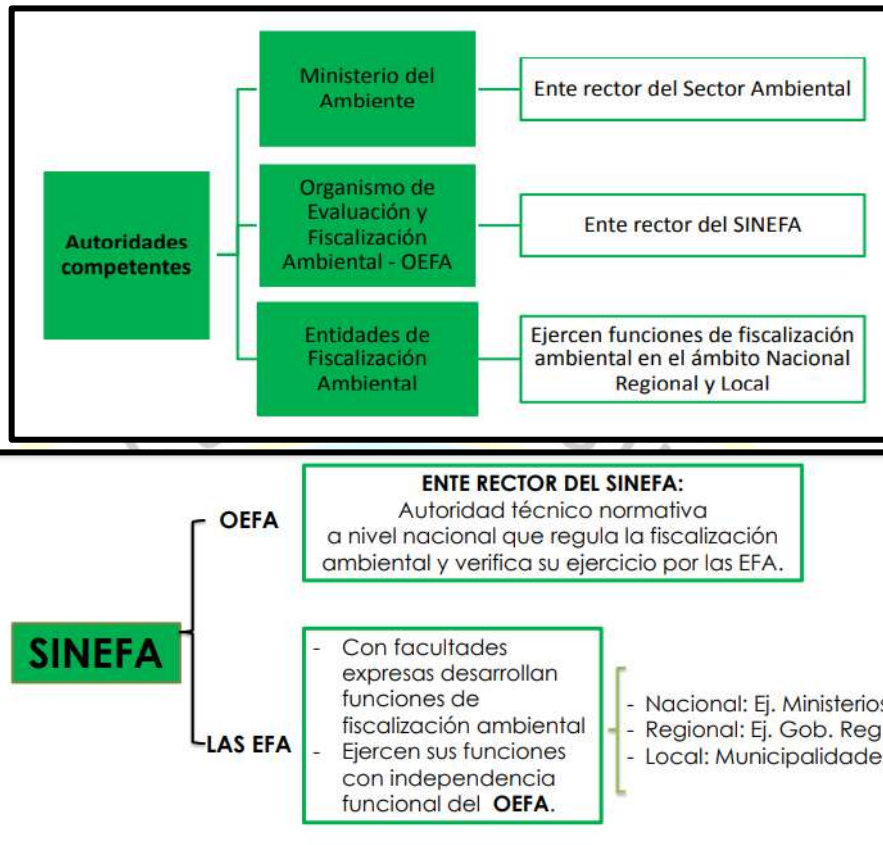 Autoridades
competentes
Ministerio del
Ambiente
Ente rector del Sector Ambiental
Organismo de
Evaluación y
Fiscalización
Ambiental - OEFA
Ente rector del SINEFA
Entidades de
Fiscalización
Ambiental
Ejercen funciones de fiscalización
ambiental en el ámbito Nacional
Regional y Local
SINEFA
OEFA
ENTE RECTOR DEL SINEFA:
Autoridad técnico normativa
a nivel nacional que regula la fiscalización
ambiental y verifica su ejercicio por las EFA.
LAS EFA
- Con facultades
expresas desarrollan
funciones de
fiscalización ambiental
- Ejercen sus funciones
con independencia
funcional del OEFA.
- Nacional: Ej. Ministerios
- Regional: Ej. Gob. Reg
- Local: Municipalidade